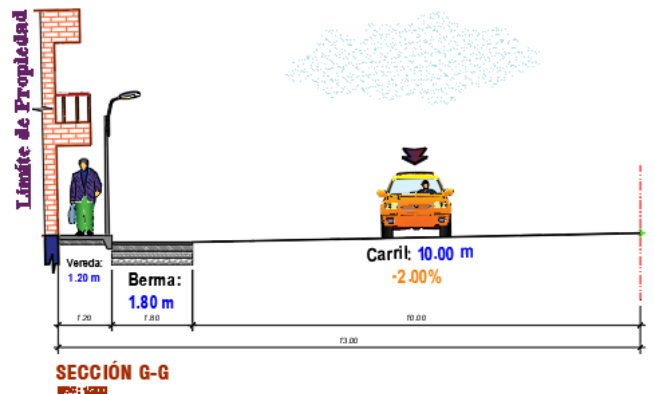 Límite de Propiedad
Vereda:
1.20 m
Berma:
1.80 m
Carril: 10.00 m
-2.00%
1.20
1.80
10.00
13.00
SECCIÓN G-G